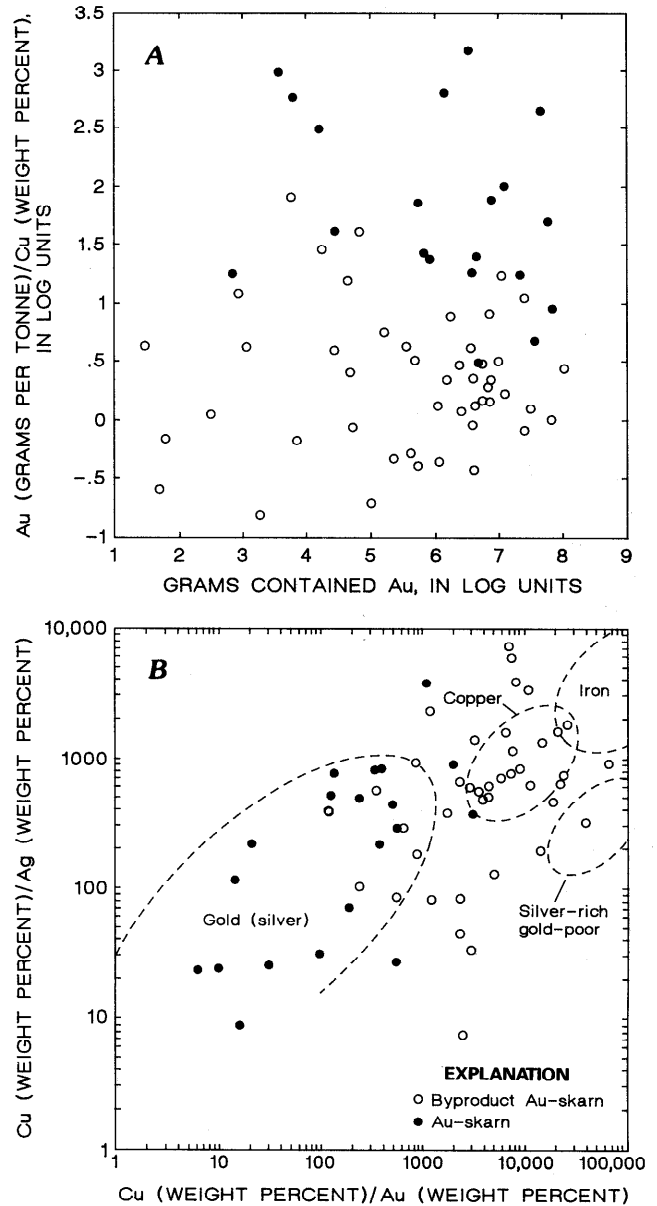 A
Au (GRAMS PER TONNE)/Cu (WEIGHT PERCENT),
IN LOG UNITS
3.5
3
2.5
2
1.5
1
.5
0
-.5
-1
1 2 3 4 5 6 7 8 9
GRAMS CONTAINED Au, IN LOG UNITS
B
Cu (WEIGHT PERCENT)/Ag (WEIGHT PERCENT)
10,000
1000
100
10
1
Iron
Copper
Gold (silver)
Silver-rich
gold-poor
EXPLANATION
Byproduct Au-skarn
Au-skarn
1 10 100 1000 10,000 100,000
Cu (WEIGHT PERCENT)/Au (WEIGHT PERCENT)